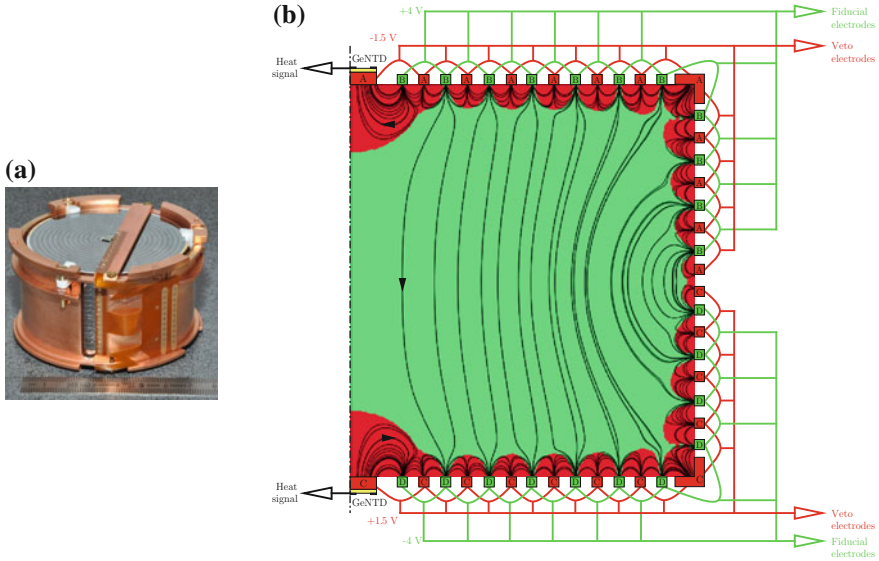 (b)
+4 V
Fiducial
electrodes
-1.5 V
Veto
electrodes
GeNTD
Heat
signal
A B A B A B A B A B A B A B A
B
A
B
A
B
A
B
A
C
D
C
D
C
D
C
D
C D C D C D C D C D C D C D C
(a)
Heat
signal
GeNTD
+1.5 V
Veto
electrodes
-4 V
Fiducial
electrodes